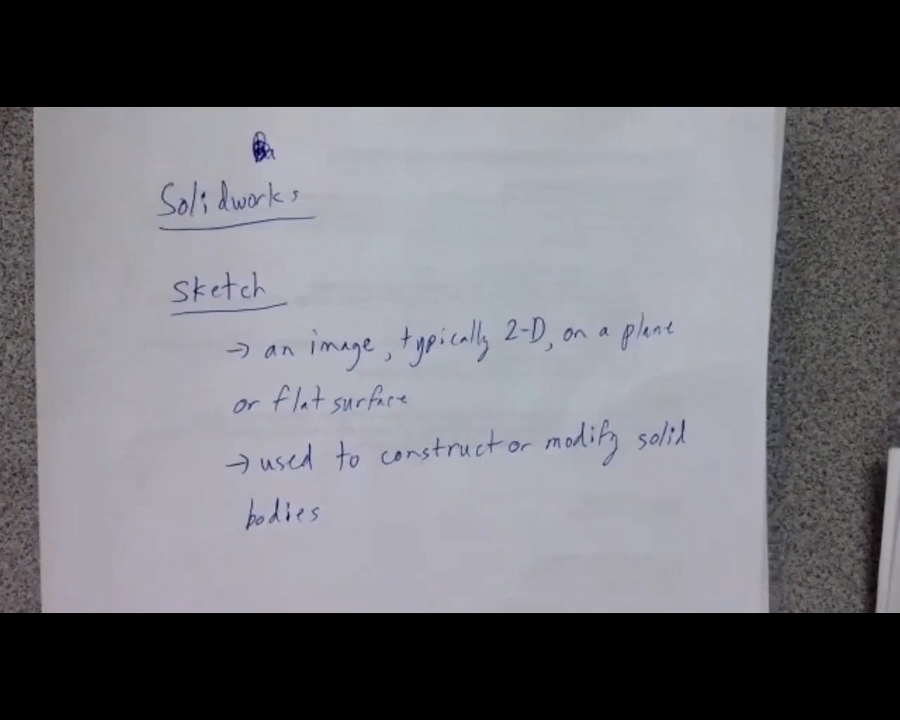 Solidworks
Sketch
→ an image, typically 2-D, on a plane
or flat surface
→ used to construct or modify solid
bodies